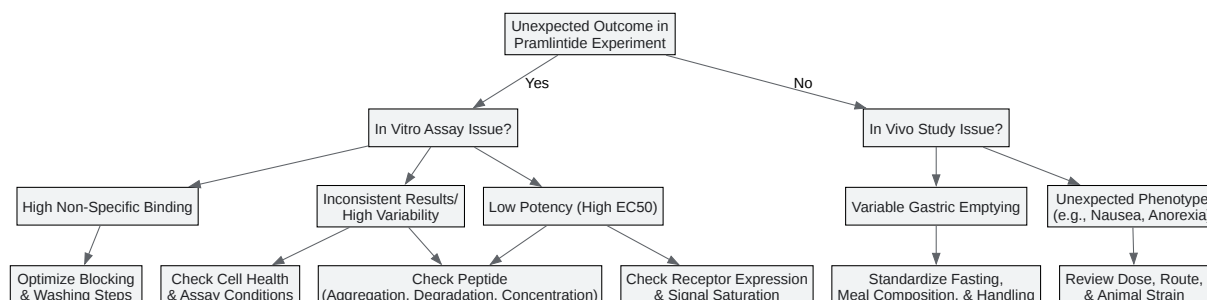 Unexpected Outcome in
Pramlintide Experiment
Yes
No
In Vitro Assay Issue?
In Vivo Study Issue?
High Non-Specific Binding
Inconsistent Results/
High Variability
Low Potency (High EC50)
Variable Gastric Emptying
Unexpected Phenotype
(e.g., Nausea, Anorexia)
Optimize Blocking
& Washing Steps
Check Cell Health
& Assay Conditions
Check Peptide
(Aggregation, Degradation, Concentration)
Check Receptor Expression
& Signal Saturation
Standardize Fasting,
Meal Composition, & Handling
Review Dose, Route,
& Animal Strain